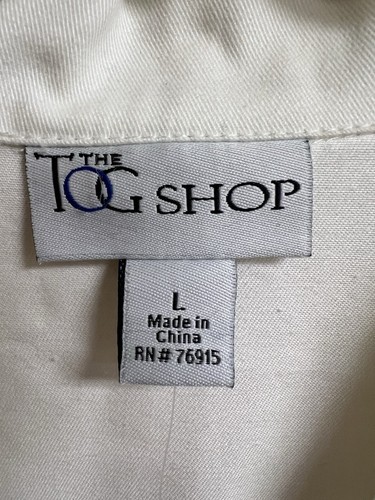 THE
TOG SHOP
L
Made in
China
RN# 76915